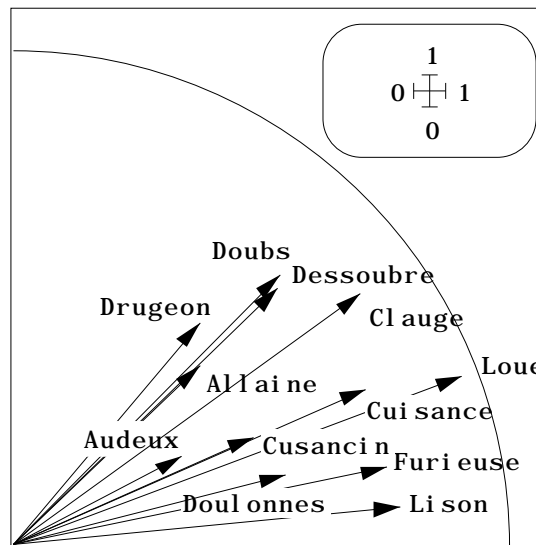 1
0 1
0
Doubs
Dessoubre
Drugeon
Clauge
Loue
Allaine
Cuisance
Audeux
Cusancin
Furieuse
Doulonnes
Lison